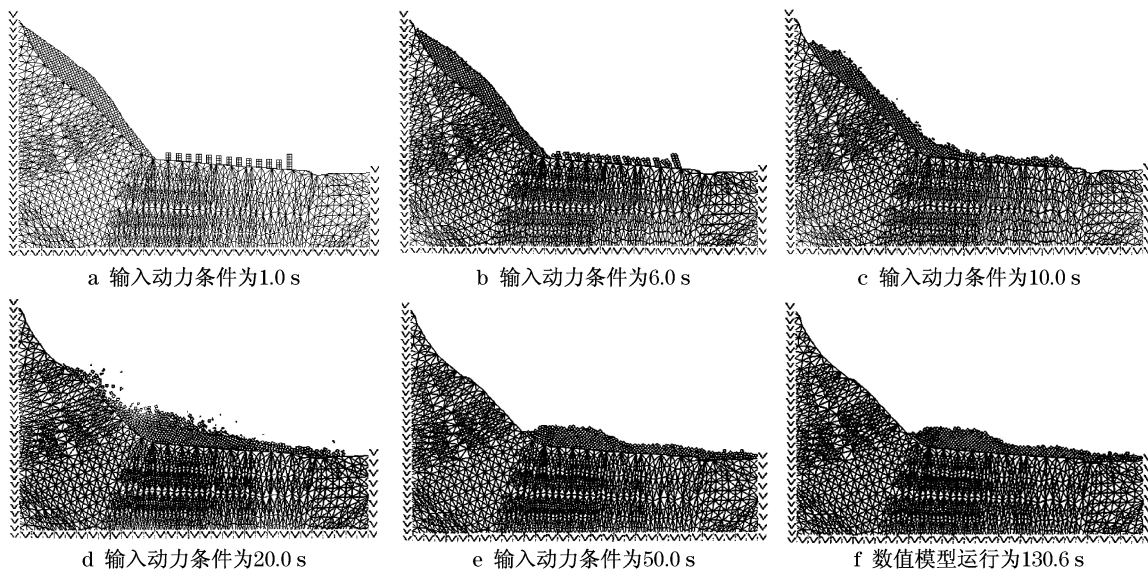 a 输入动力条件为1.0 s
b 输入动力条件为6.0 s
c 输入动力条件为10.0 s
d 输入动力条件为20.0 s
e 输入动力条件为50.0 s
f 数值模型运行为130.6 s